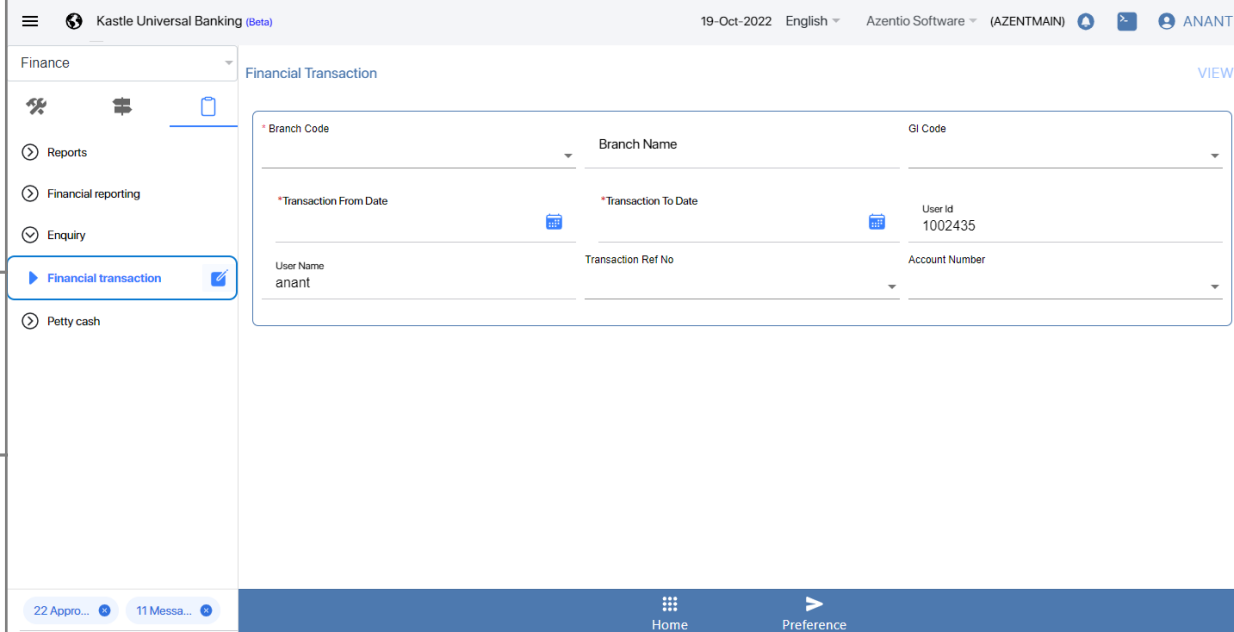 Kastle Universal Banking (Beta)
19-Oct-2022 English Azentio Software (AZENTMAIN) ANANT
Finance
Financial Transaction
VIEW
Reports
Financial reporting
Enquiry
Financial transaction
Petty cash
* Branch Code
Branch Name
Gl Code
*Transaction From Date
*Transaction To Date
User Id
1002435
User Name
anant
Transaction Ref No
Account Number
22 Appro...
11 Messa...
Home
Preference